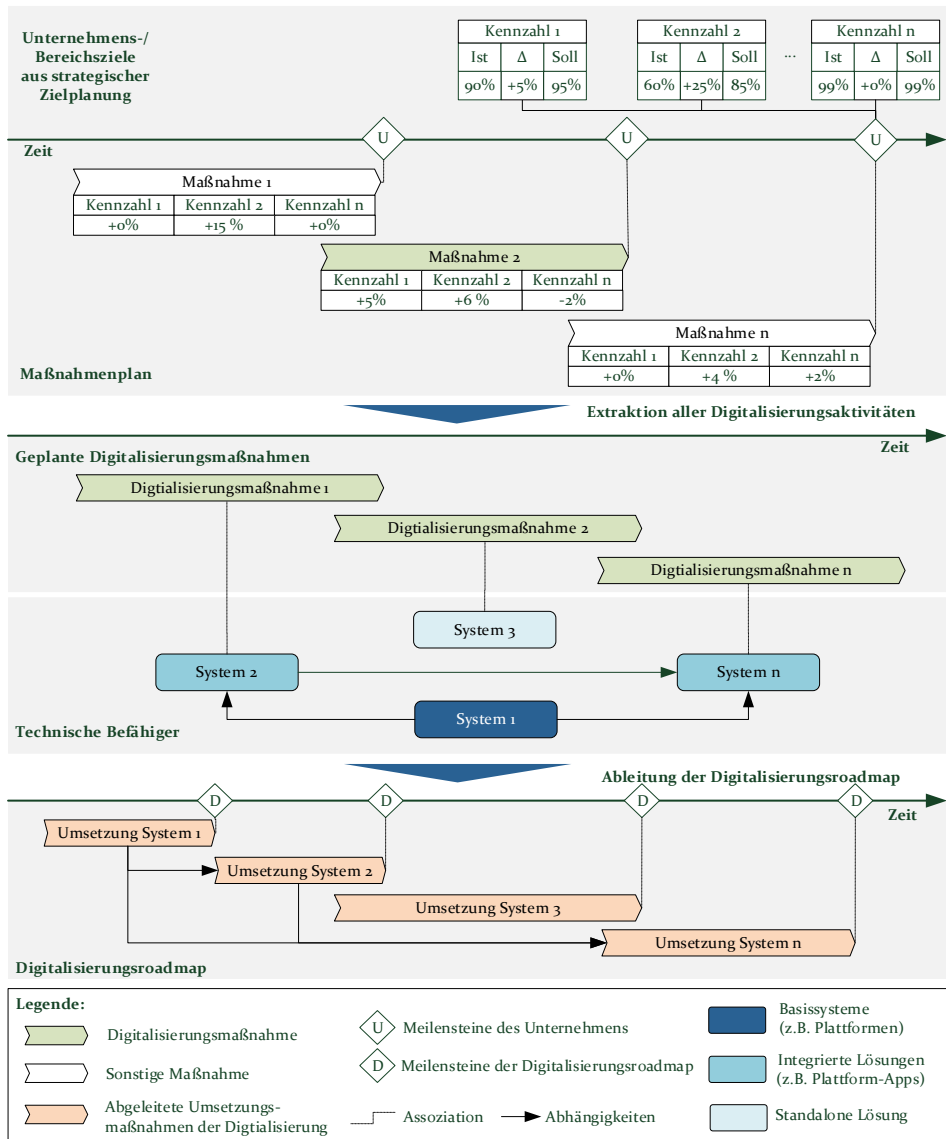 Unternehmens-/
Bereichsziele
aus strategischer
Zielplanung
Kennzahl 1
Ist Δ Soll
90% +5% 95%
Kennzahl 2
Ist Δ Soll
60% +25% 85%
...
Kennzahl n
Ist Δ Soll
99% +0% 99%
U
U
U
Zeit
Maßnahme 1
Kennzahl 1 Kennzahl 2 Kennzahl n
+0% +15 % +0%
Maßnahme 2
Kennzahl 1 Kennzahl 2 Kennzahl n
+5% +6 % -2%
Maßnahme n
Kennzahl 1 Kennzahl 2 Kennzahl n
+0% +4 % +2%
Maßnahmenplan
Extraktion aller Digitalisierungsaktivitäten
Zeit
Geplante Digitalisierungsmaßnahmen
Digtialisierungsmaßnahme 1
Digtialisierungsmaßnahme 2
Digtialisierungsmaßnahme n
System 3
System 2
System n
System 1
Technische Befähiger
Ableitung der Digitalisierungsroadmap
D
D
D
D
Zeit
Umsetzung System 1
Umsetzung System 2
Umsetzung System 3
Umsetzung System n
Digitalisierungsroadmap
Legende:
Digitalisierungsmaßnahme
Sonstige Maßnahme
Abgeleitete Umsetzungs-
maßnahmen der Digtialisierung
U Meilensteine des Unternehmens
D Meilensteine der Digitalisierungsroadmap
Assoziation
Abhängigkeiten
Basissysteme
(z.B. Plattformen)
Integrierte Lösungen
(z.B. Plattform-Apps)
Standalone Lösung